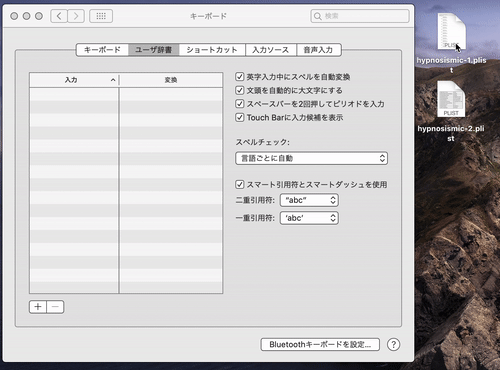 キーボード
検索
キーボード ユーザ辞書 ショートカット 入力ソース 音声入力
入力 変換
英字入力中にスペルを自動変換
文頭を自動的に大文字にする
スペースバーを2回押してピリオドを入力
Touch Barに入力候補を表示
スペルチェック:
言語ごとに自動
スマート引用符とスマートダッシュを使用
二重引用符: “abc”
一重引用符: ‘abc’
+ −
Bluetoothキーボードを設定... ?
PLIST
hypnosismic-1.plis
t
PLIST
hypnosismic-2.pli
st